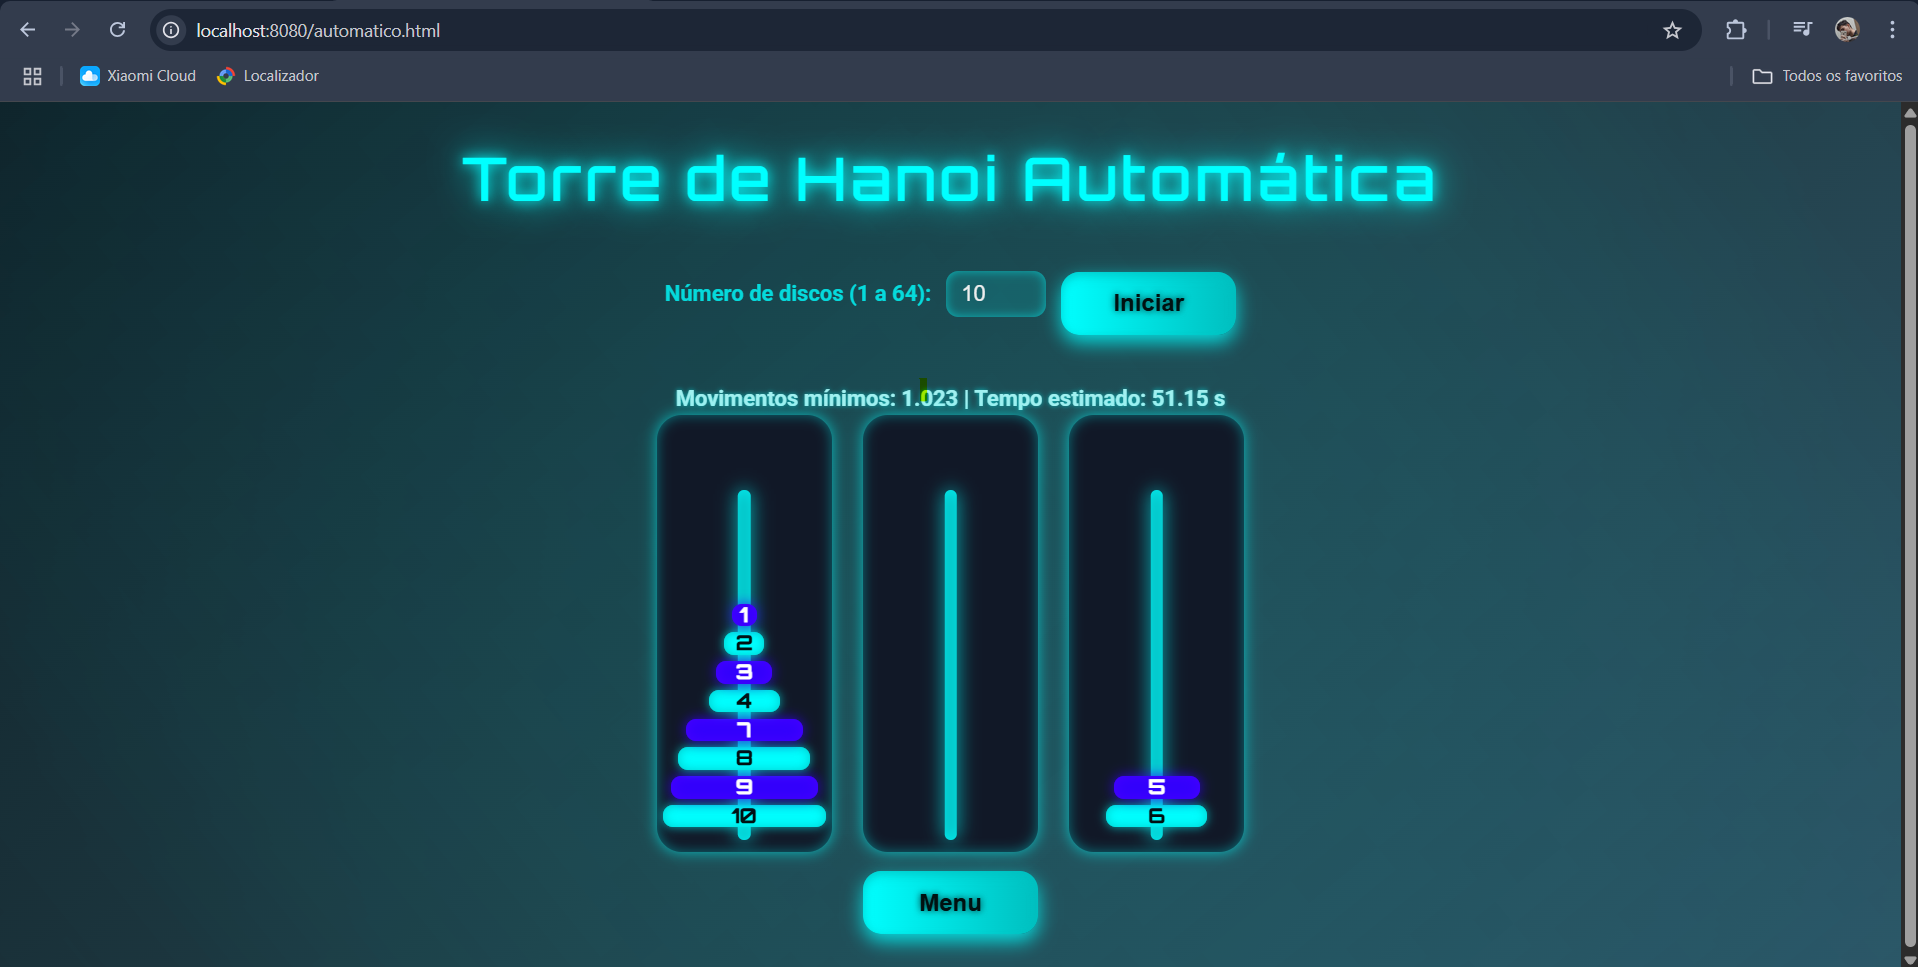 localhost:8080/automatico.html
Xiaomi Cloud
Localizador
Todos os favoritos
Torre de Hanoi Automática
Número de discos (1 a 64):
10
Iniciar
Movimentos mínimos: 1.023 | Tempo estimado: 51.15 s
1
2
3
4
7
8
9
10
5
6
Menu